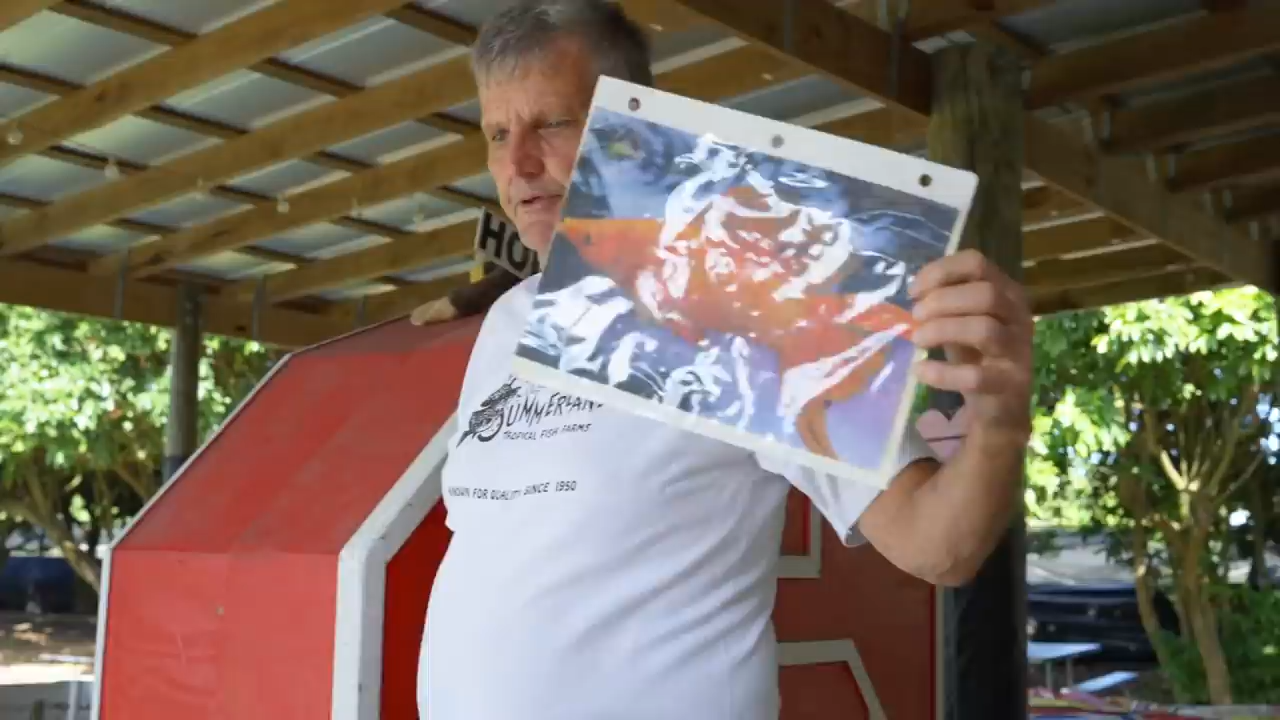 HO
SUMMERLAN
TROPICAL FISH FARMS
KNOWN FOR QUALITY SINCE 1950